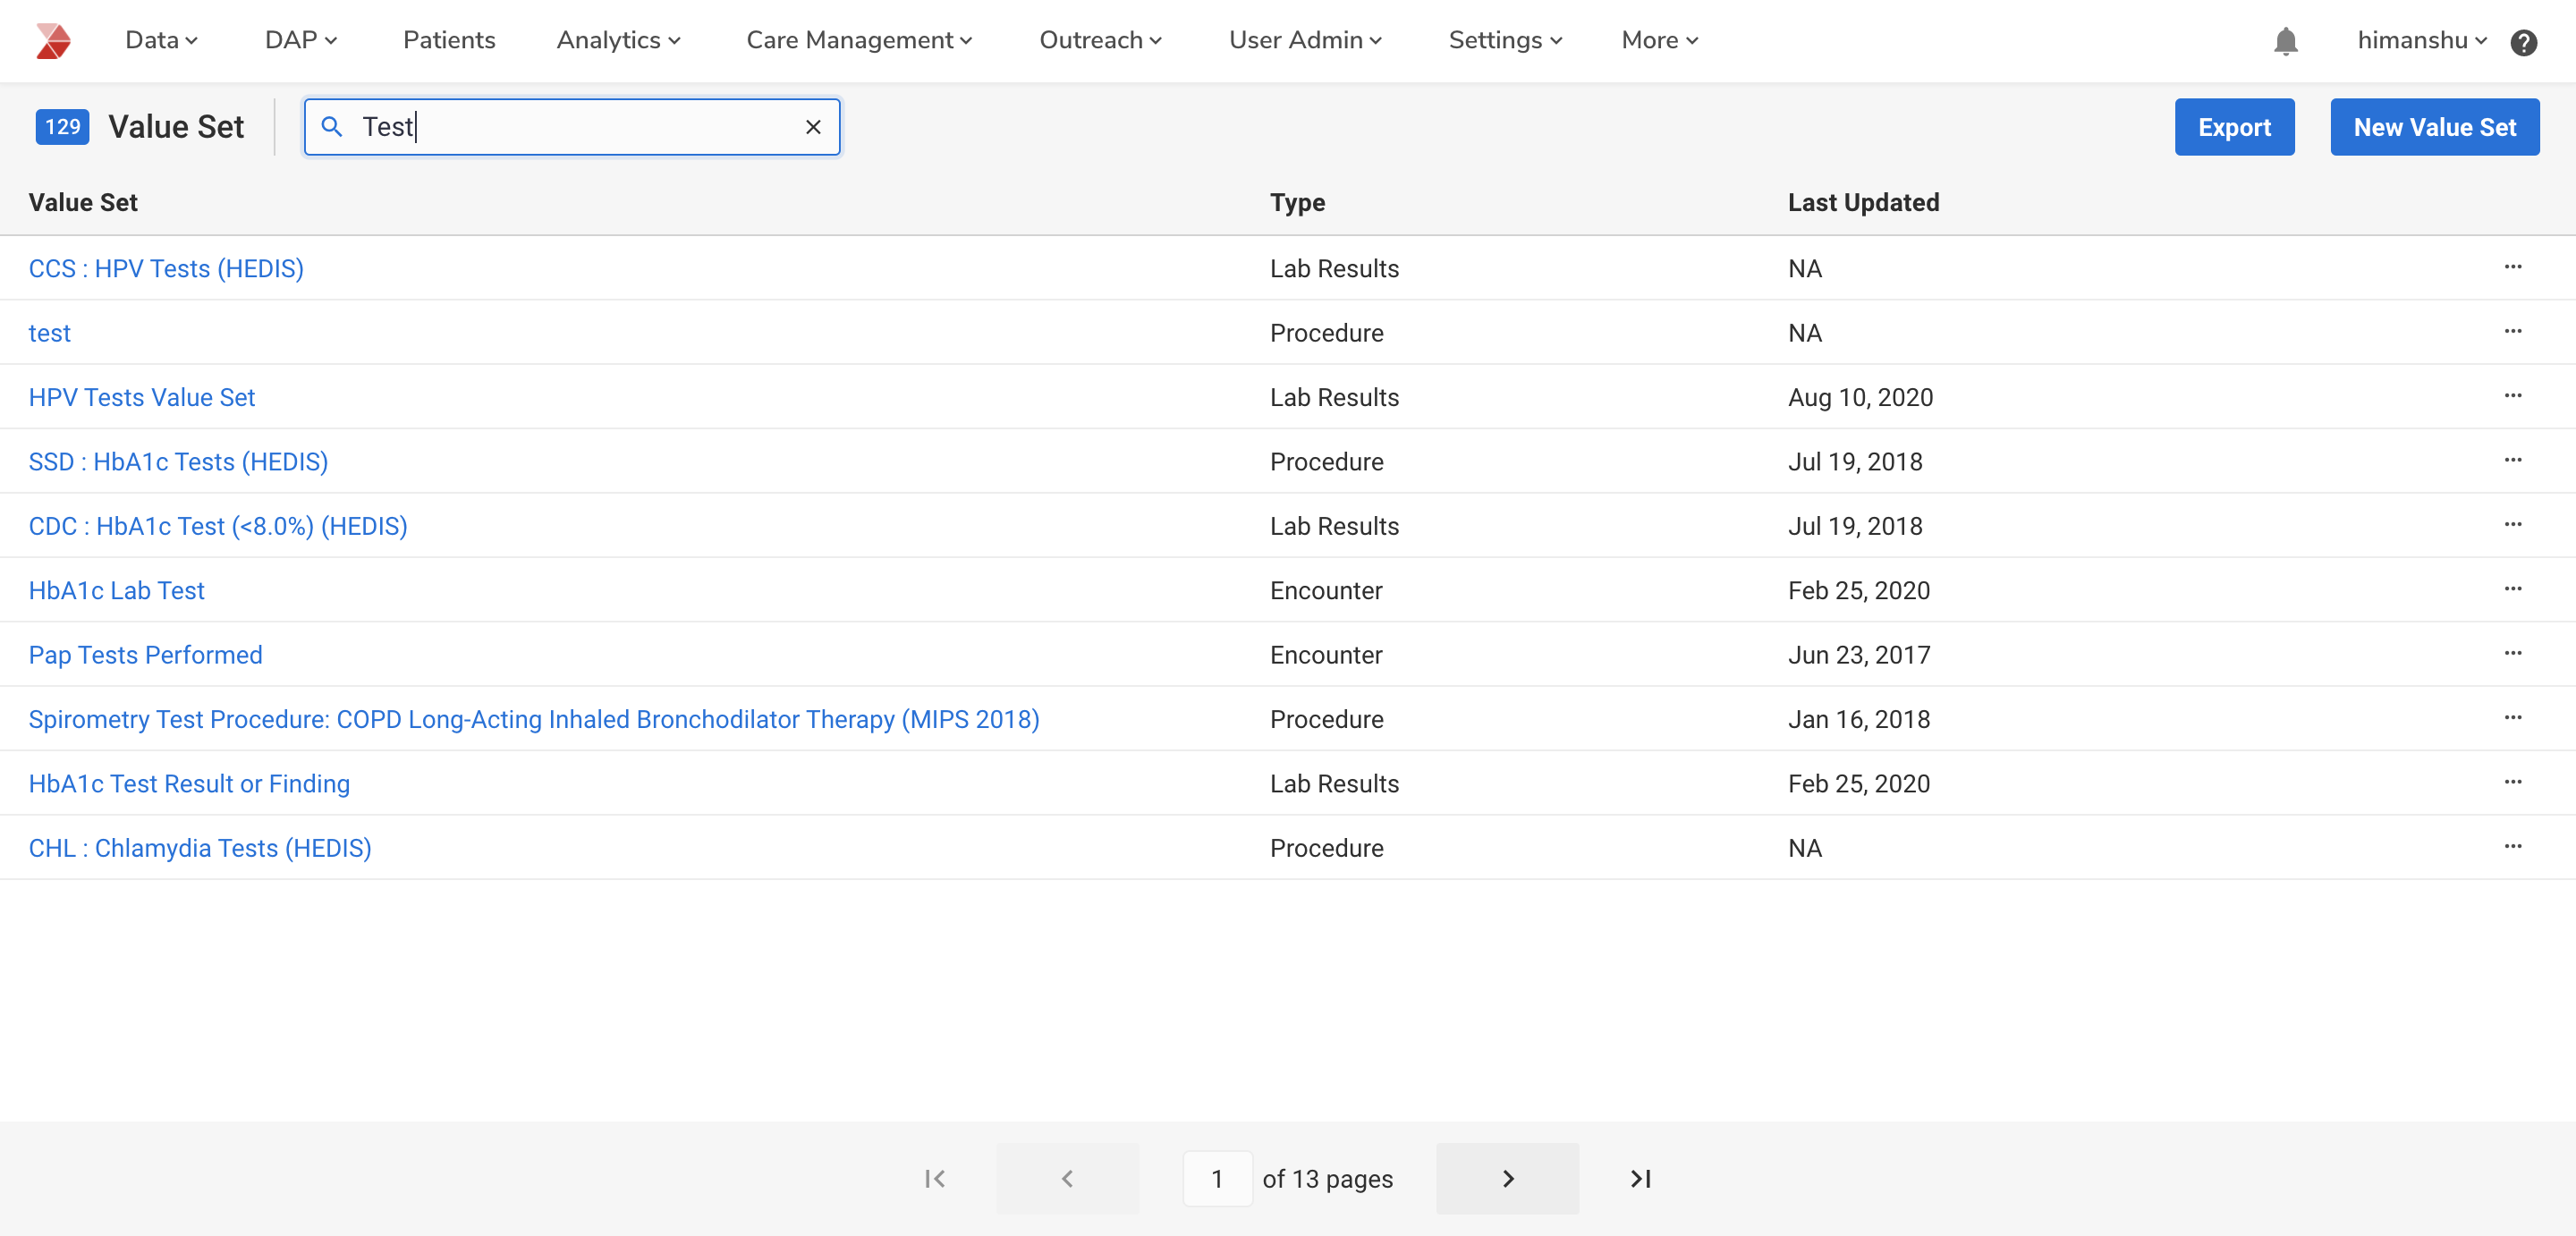 Data DAP Patients Analytics Care Management Outreach User Admin Settings More himanshu ?
129 Value Set Test Export New Value Set
Value Set Type Last Updated
CCS : HPV Tests (HEDIS) Lab Results NA
test Procedure NA
HPV Tests Value Set Lab Results Aug 10, 2020
SSD : HbA1c Tests (HEDIS) Procedure Jul 19, 2018
CDC : HbA1c Test (<8.0%) (HEDIS) Lab Results Jul 19, 2018
HbA1c Lab Test Encounter Feb 25, 2020
Pap Tests Performed Encounter Jun 23, 2017
Spirometry Test Procedure: COPD Long-Acting Inhaled Bronchodilator Therapy (MIPS 2018) Procedure Jan 16, 2018
HbA1c Test Result or Finding Lab Results Feb 25, 2020
CHL : Chlamydia Tests (HEDIS) Procedure NA
1 of 13 pages